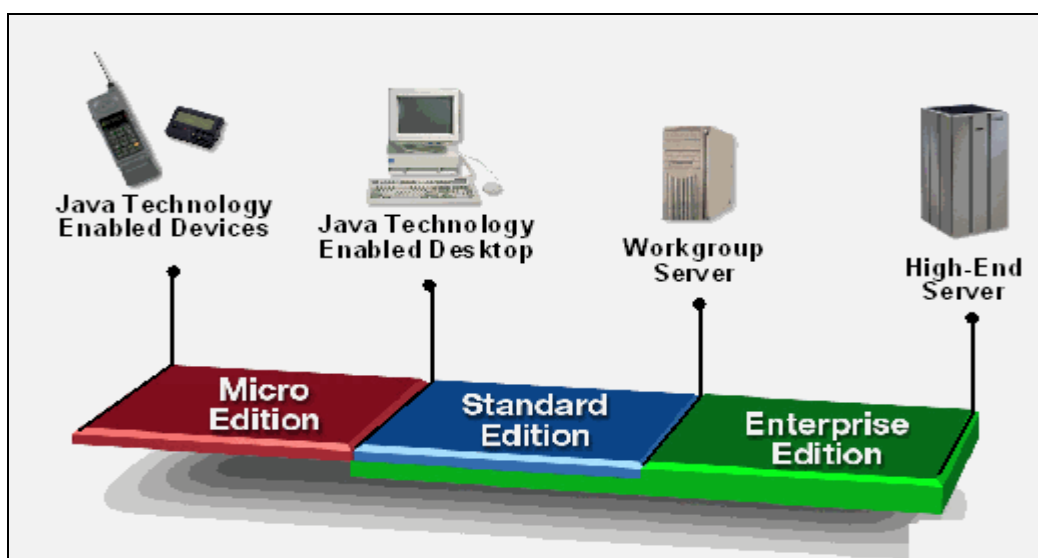 Java Technology
Enabled Devices
Java Technology
Enabled Desktop
Workgroup
Server
High-End
Server
Micro
Edition
Standard
Edition
Enterprise
Edition